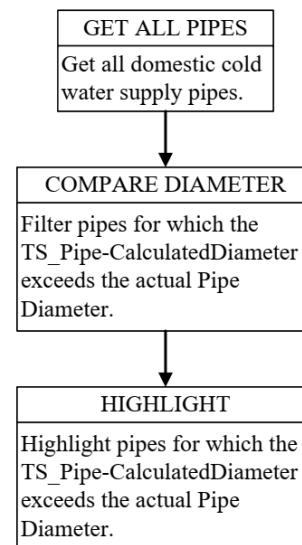 GET ALL PIPES
Get all domestic cold
water supply pipes.
COMPARE DIAMETER
Filter pipes for which the
TS_Pipe-CalculatedDiameter
exceeds the actual Pipe
Diameter.
HIGHLIGHT
Highlight pipes for which the
TS_Pipe-CalculatedDiameter
exceeds the actual Pipe
Diameter.